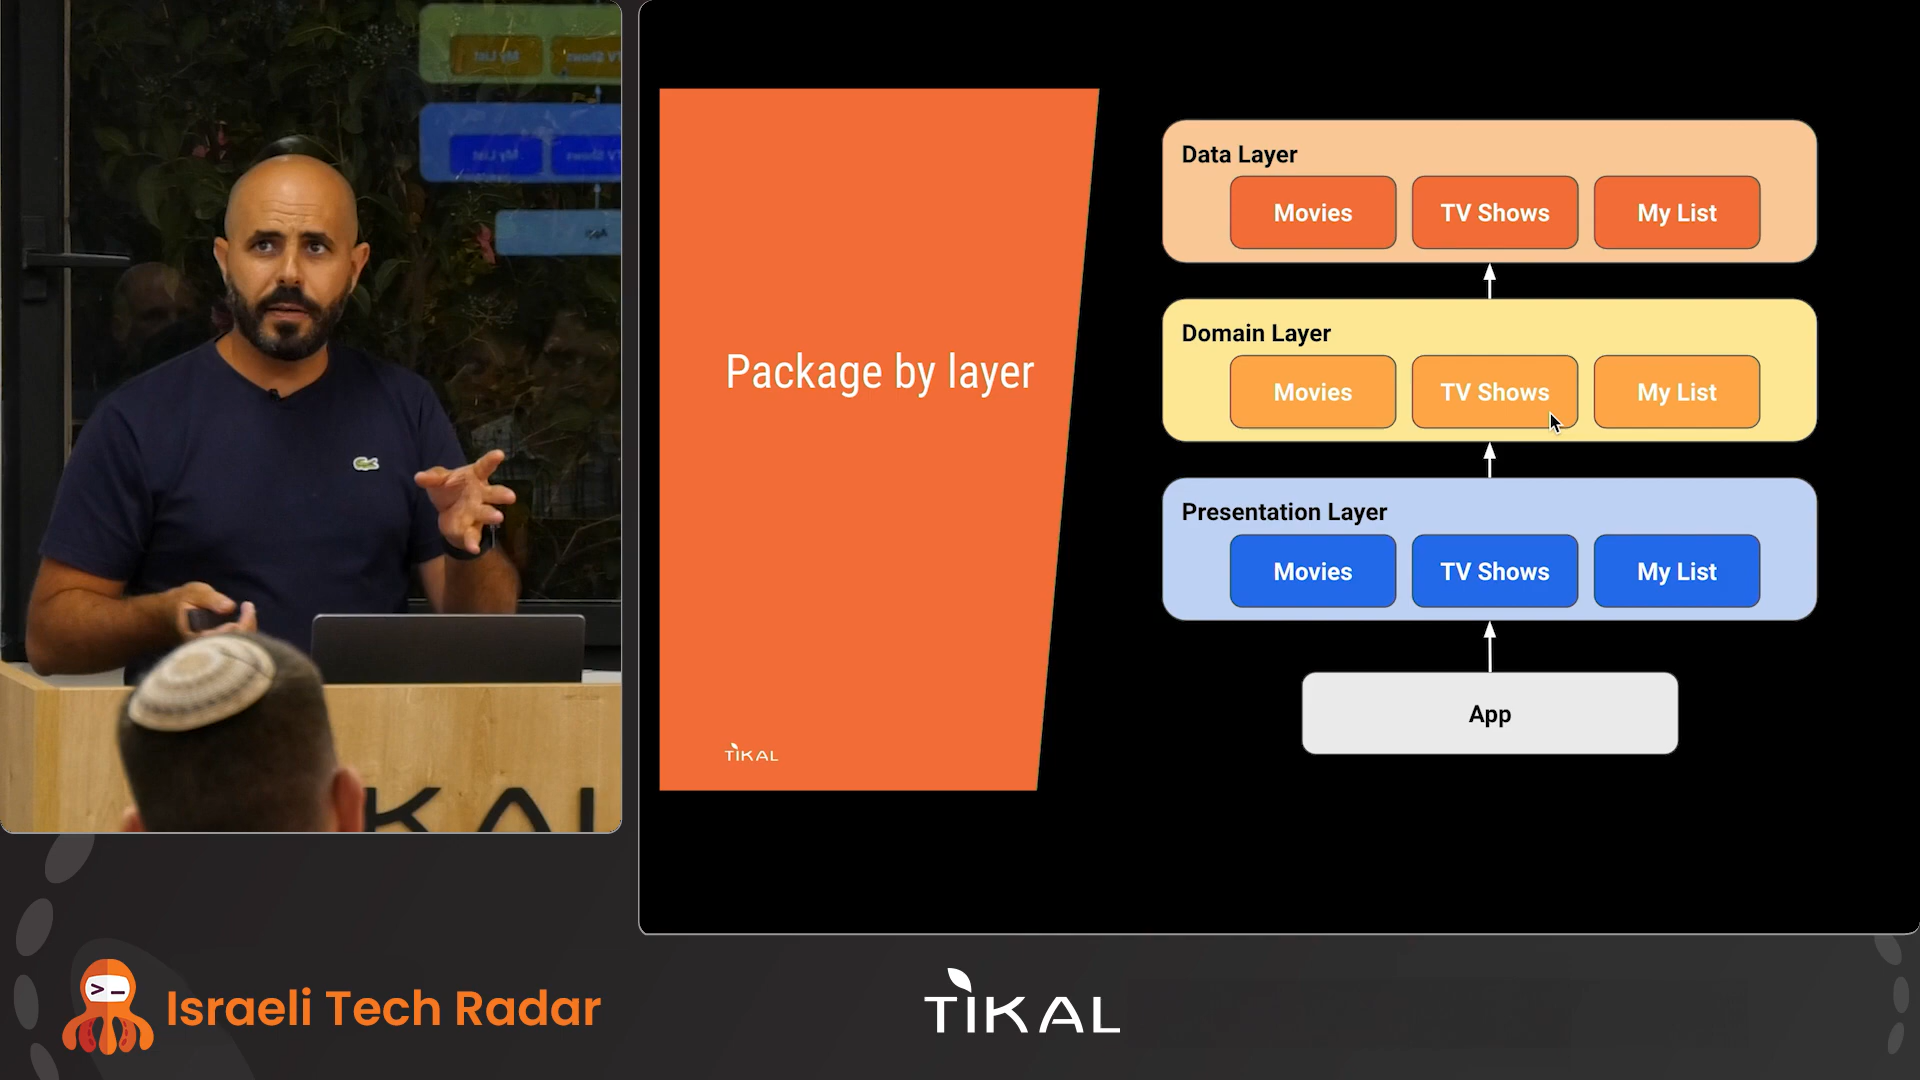 Package by layer
TIKAL
Data Layer
Movies TV Shows My List
Domain Layer
Movies TV Shows My List
Presentation Layer
Movies TV Shows My List
App
KAL
>_
Israeli Tech Radar
TIKAL